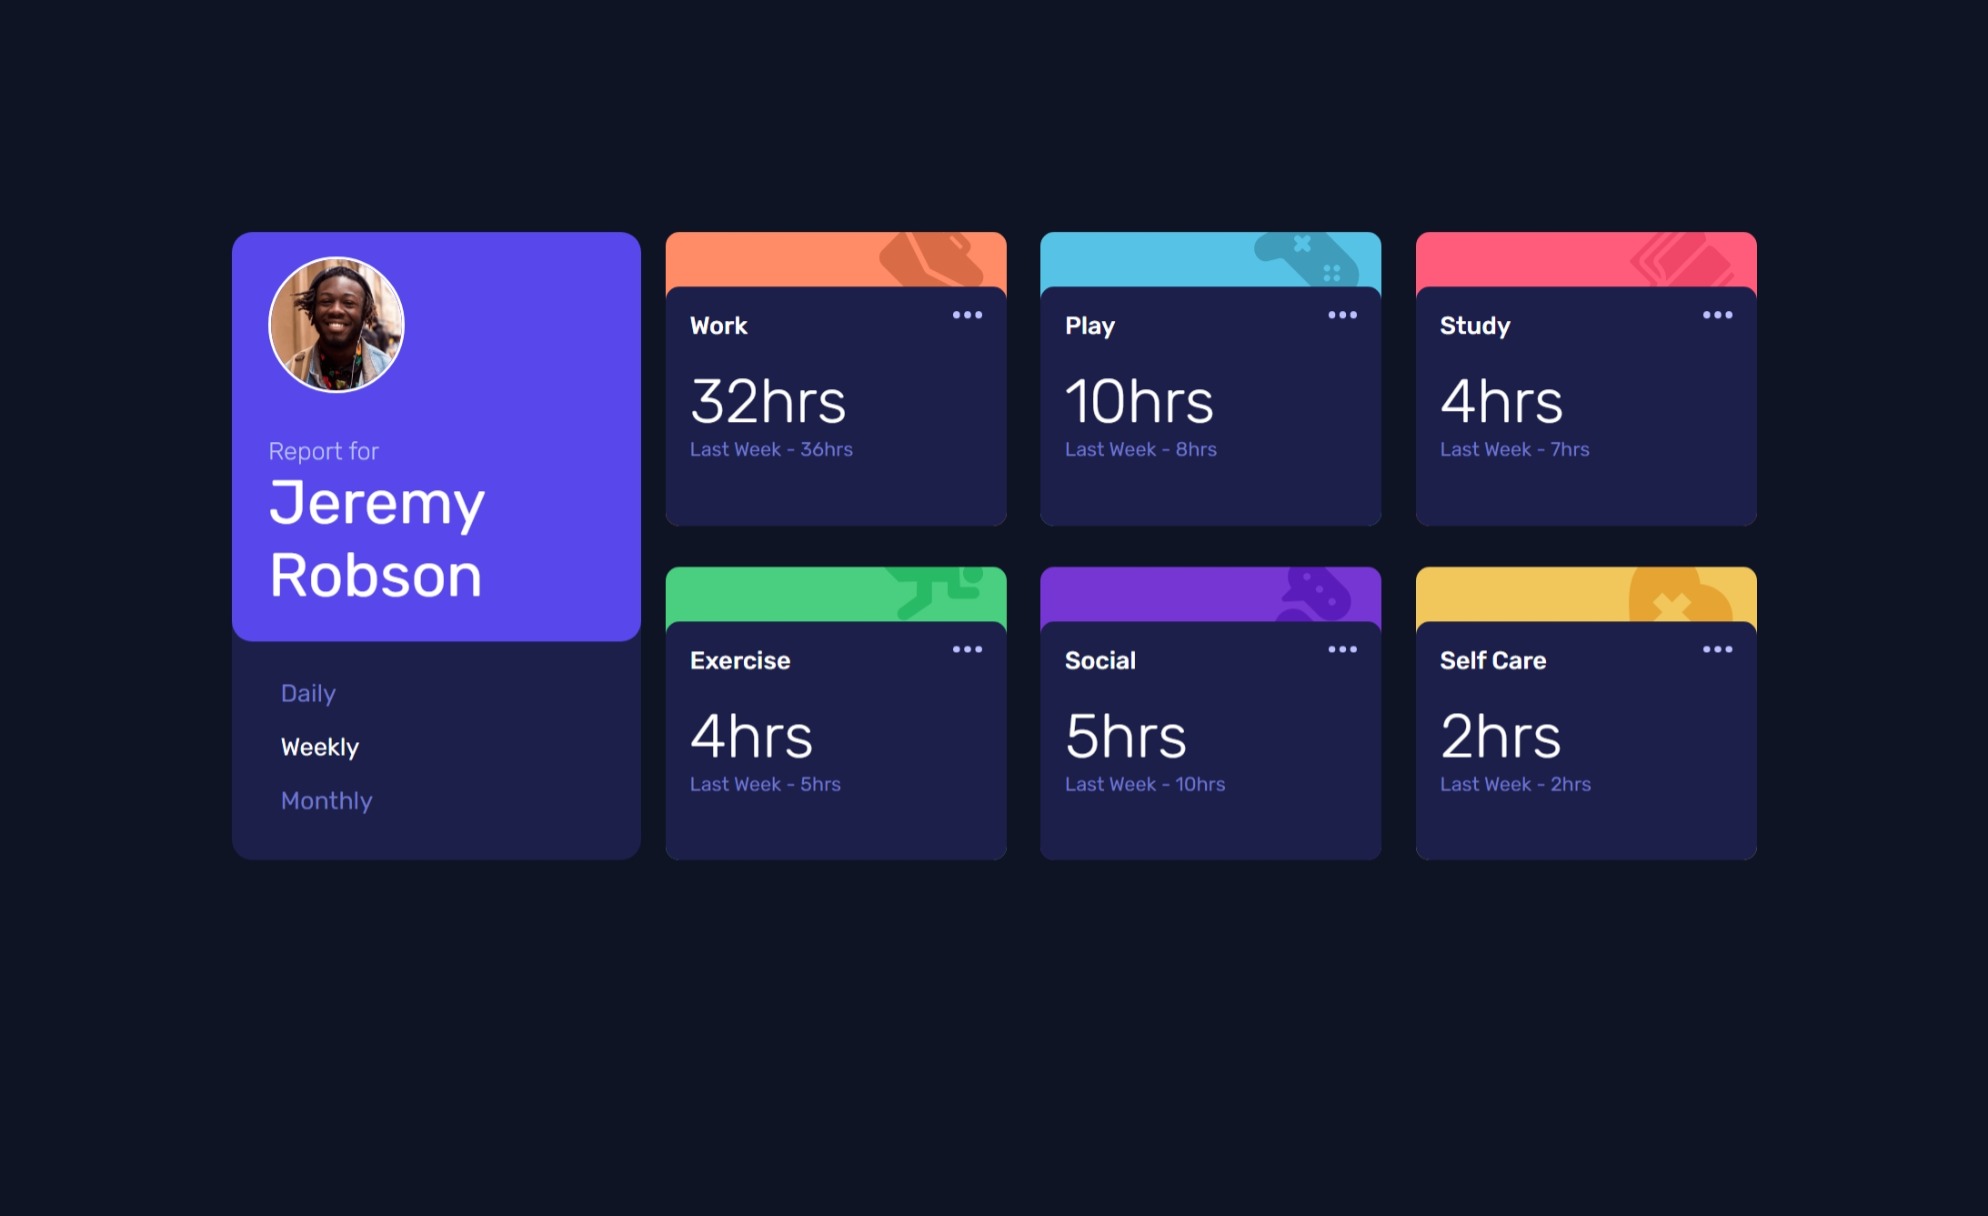 Report for
Jeremy
Robson
Daily
Weekly
Monthly
Work
32hrs
Last Week - 36hrs
Play
10hrs
Last Week - 8hrs
Study
4hrs
Last Week - 7hrs
Exercise
4hrs
Last Week - 5hrs
Social
5hrs
Last Week - 10hrs
Self Care
2hrs
Last Week - 2hrs